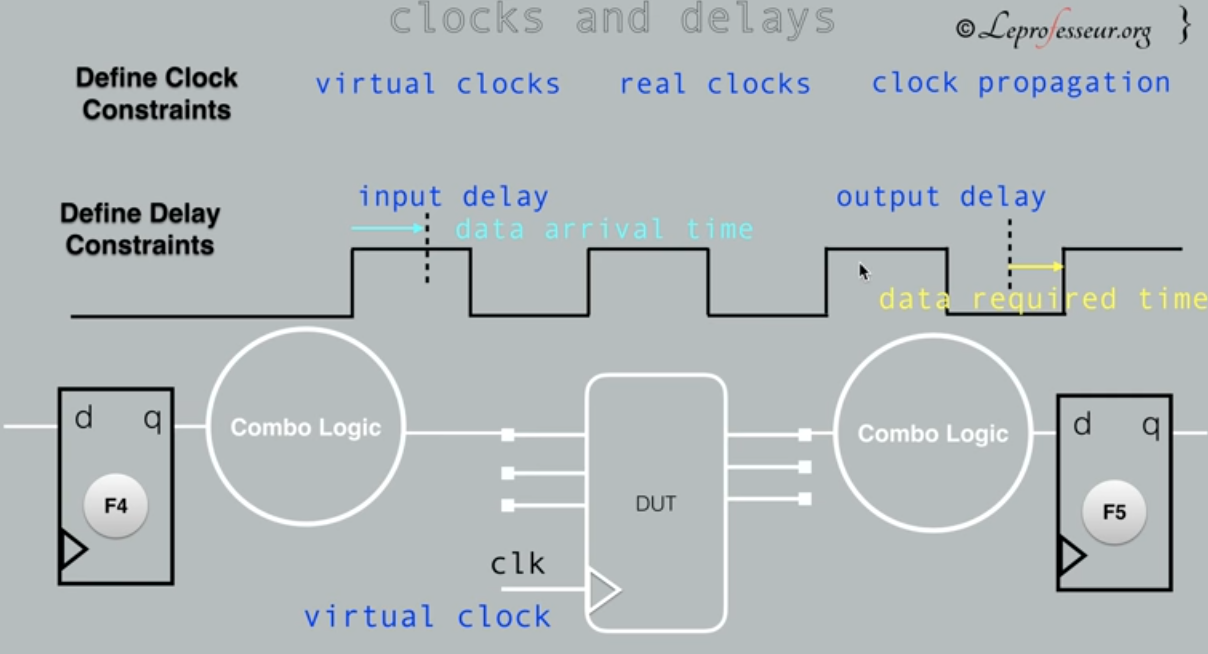 clocks and delays
© Leprofesseur.org }
Define Clock
Constraints
virtual clocks
real clocks
clock propagation
Define Delay
Constraints
input delay
data arrival time
output delay
data required time
d q
F4
Combo Logic
DUT
clk
virtual clock
Combo Logic
d q
F5